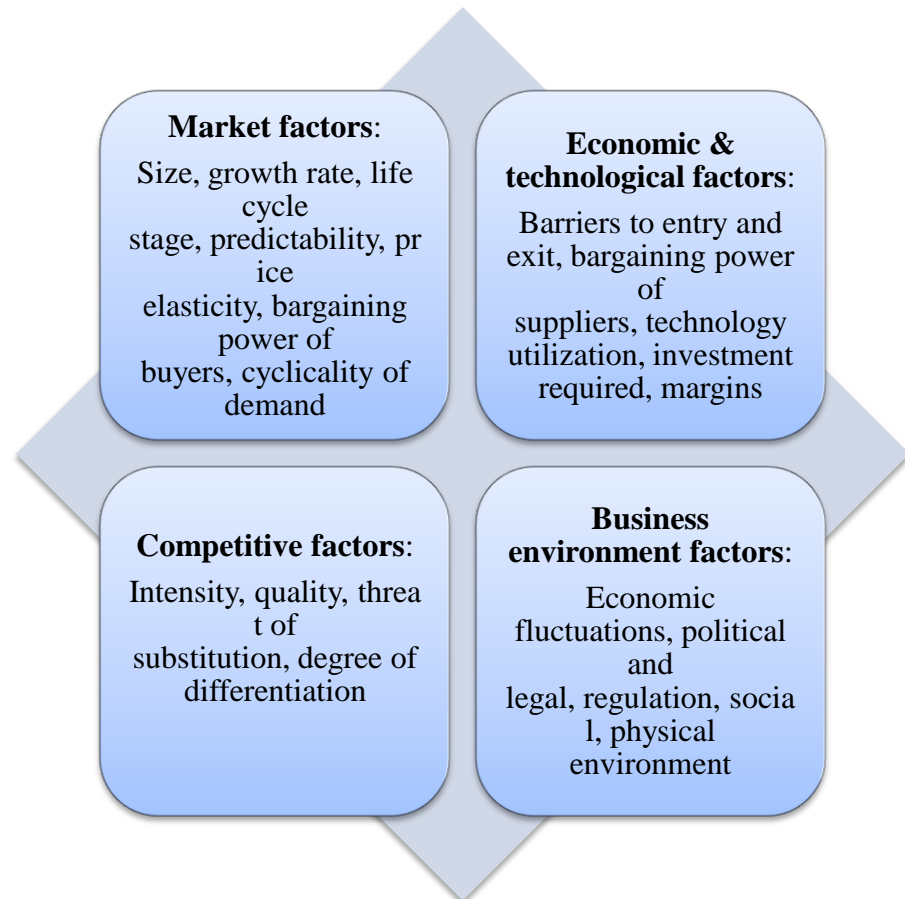 Market factors:
Size, growth rate, life
cycle
stage, predictability, pr
ice
elasticity, bargaining
power of
buyers, cyclicality of
demand
Economic &
technological factors:
Barriers to entry and
exit, bargaining power
of
suppliers, technology
utilization, investment
required, margins
Competitive factors:
Intensity, quality, threa
t of
substitution, degree of
differentiation
Business
environment factors:
Economic
fluctuations, political
and
legal, regulation, socia
l, physical
environment